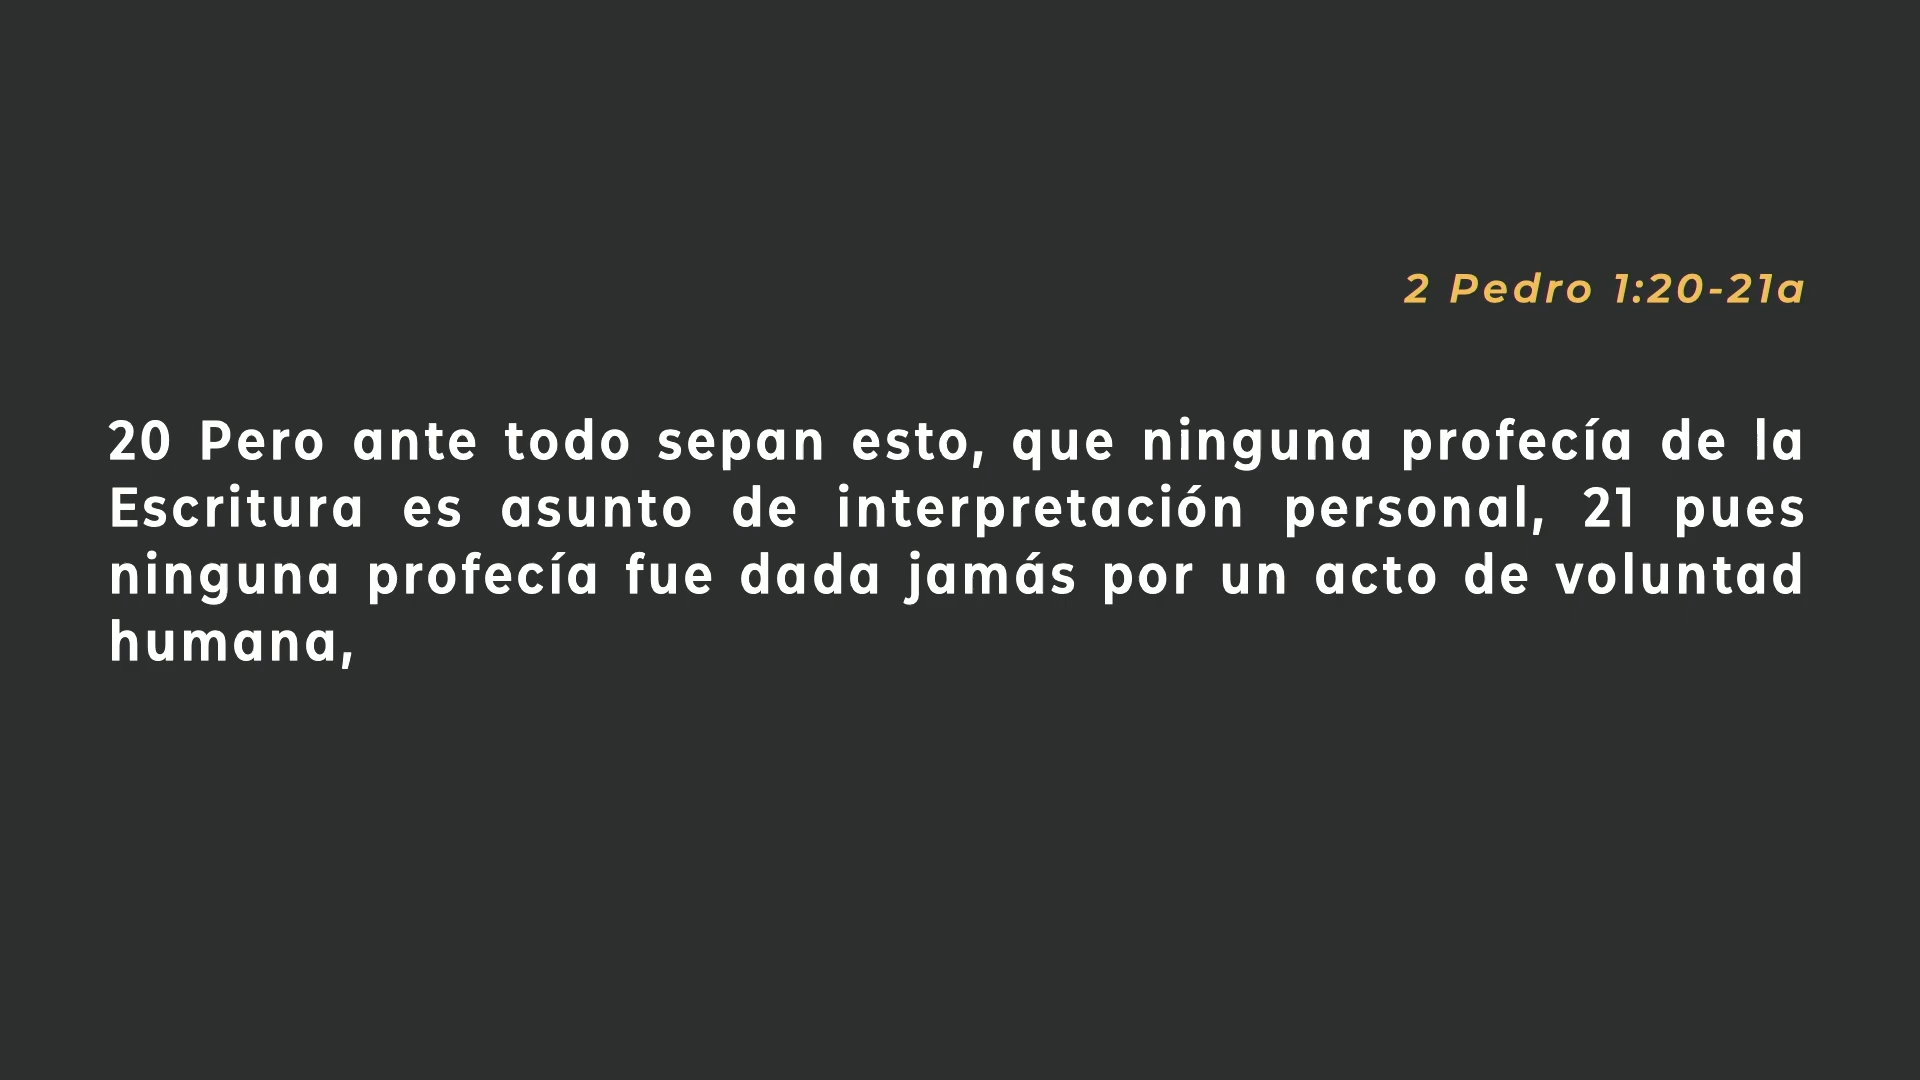 2 Pedro 1:20-21a
20 Pero ante todo sepan esto, que ninguna profecía de la
Escritura es asunto de interpretación personal, 21 pues
ninguna profecía fue dada jamás por un acto de voluntad
humana,